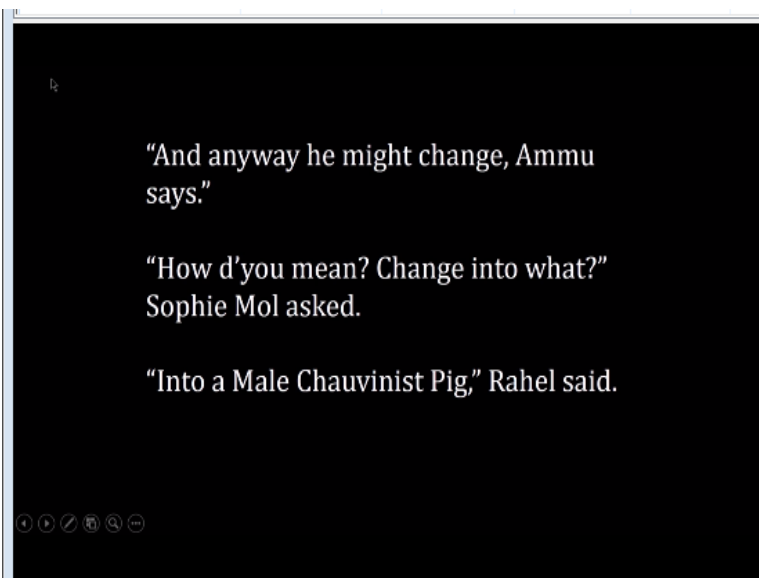 “And anyway he might change, Ammu
says.”
“How d’you mean? Change into what?”
Sophie Mol asked.
“Into a Male Chauvinist Pig,” Rahel said.